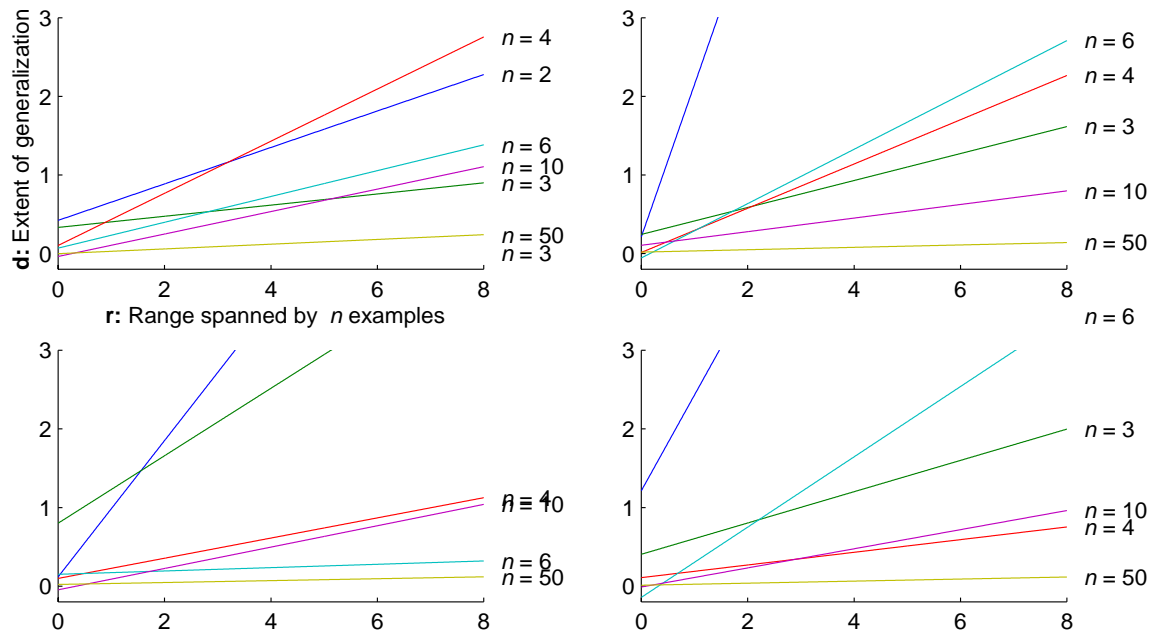 d: Extent of generalization
3
2
1
0
0 2 4 6 8
n = 4
n = 2
n = 6
n = 10
n = 3
n = 50
n = 3
r: Range spanned by n examples
3
2
1
0
0 2 4 6 8
n = 6
n = 4
n = 3
n = 10
n = 50
3
2
1
0
0 2 4 6 8
n = 4
n = 10
n = 6
n = 50
n = 6
3
2
1
0
0 2 4 6 8
n = 3
n = 10
n = 4
n = 50